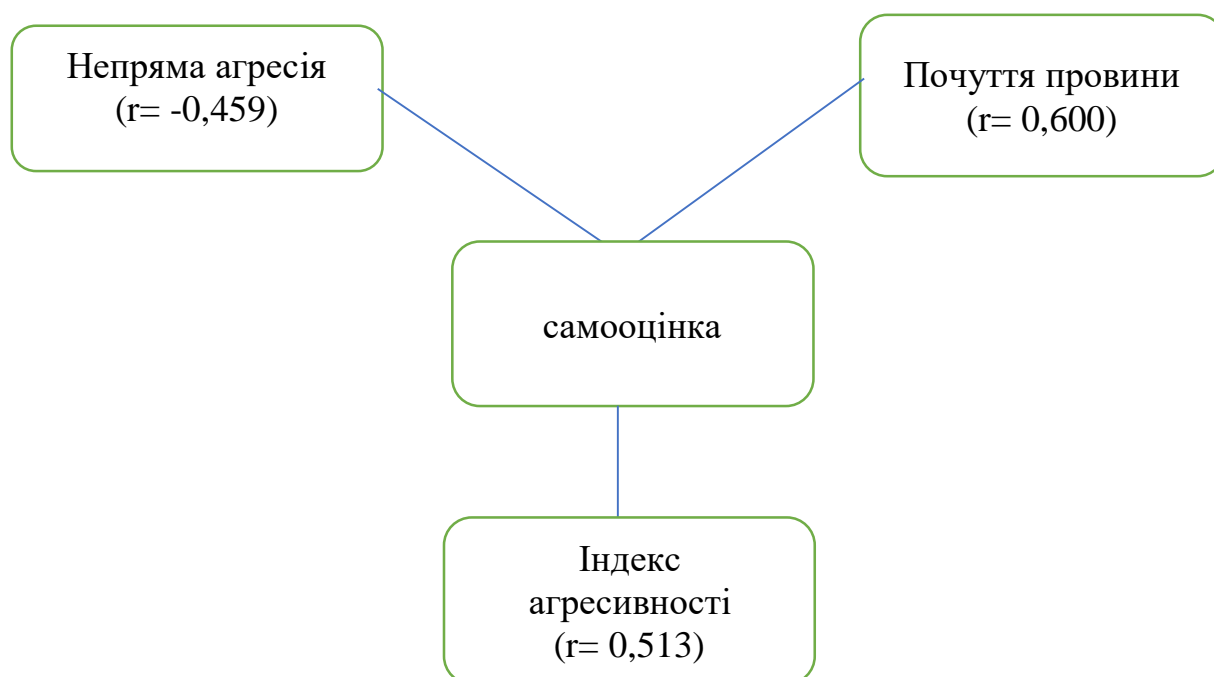 Непряма агресія
(r= -0,459)
Почуття провини
(r= 0,600)
самооцінка
Індекс
агресивності
(r= 0,513)